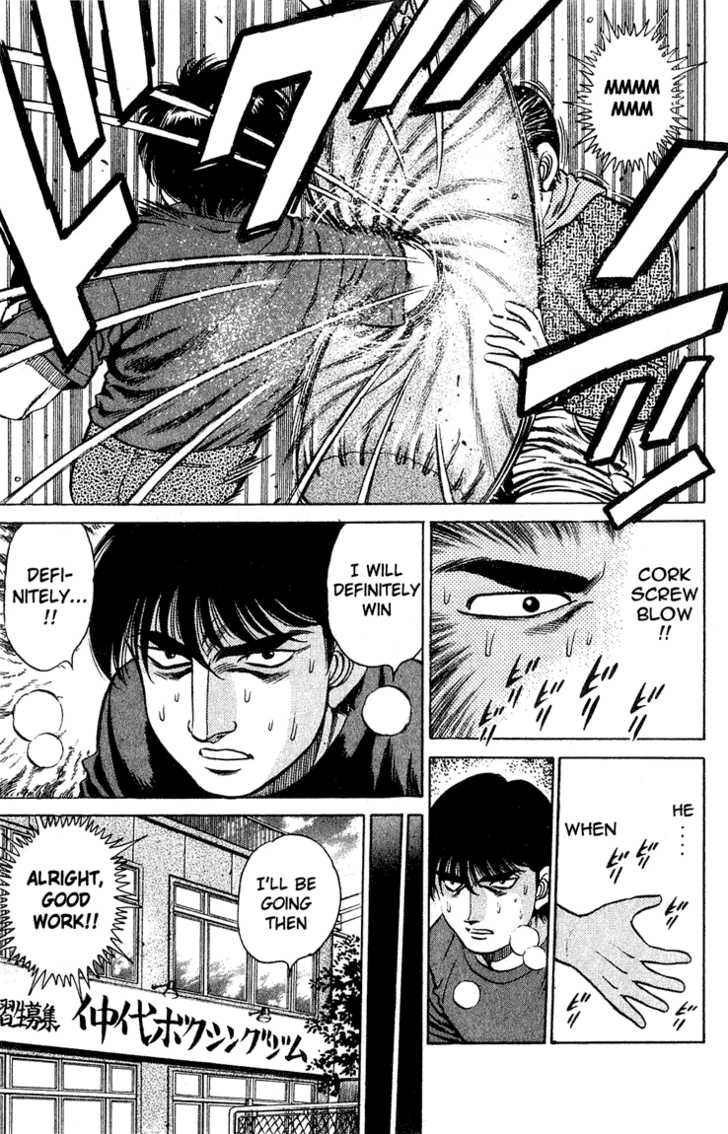 MMMM
MMM
CORK
SCREW
BLOW
!!
I WILL
DEFINITELY
WIN
DEFI-
NITELY...
!!
HE
....
WHEN
I'LL BE
GOING
THEN
ALRIGHT,
GOOD
WORK!!
習生募集 仲代ボクシングジム